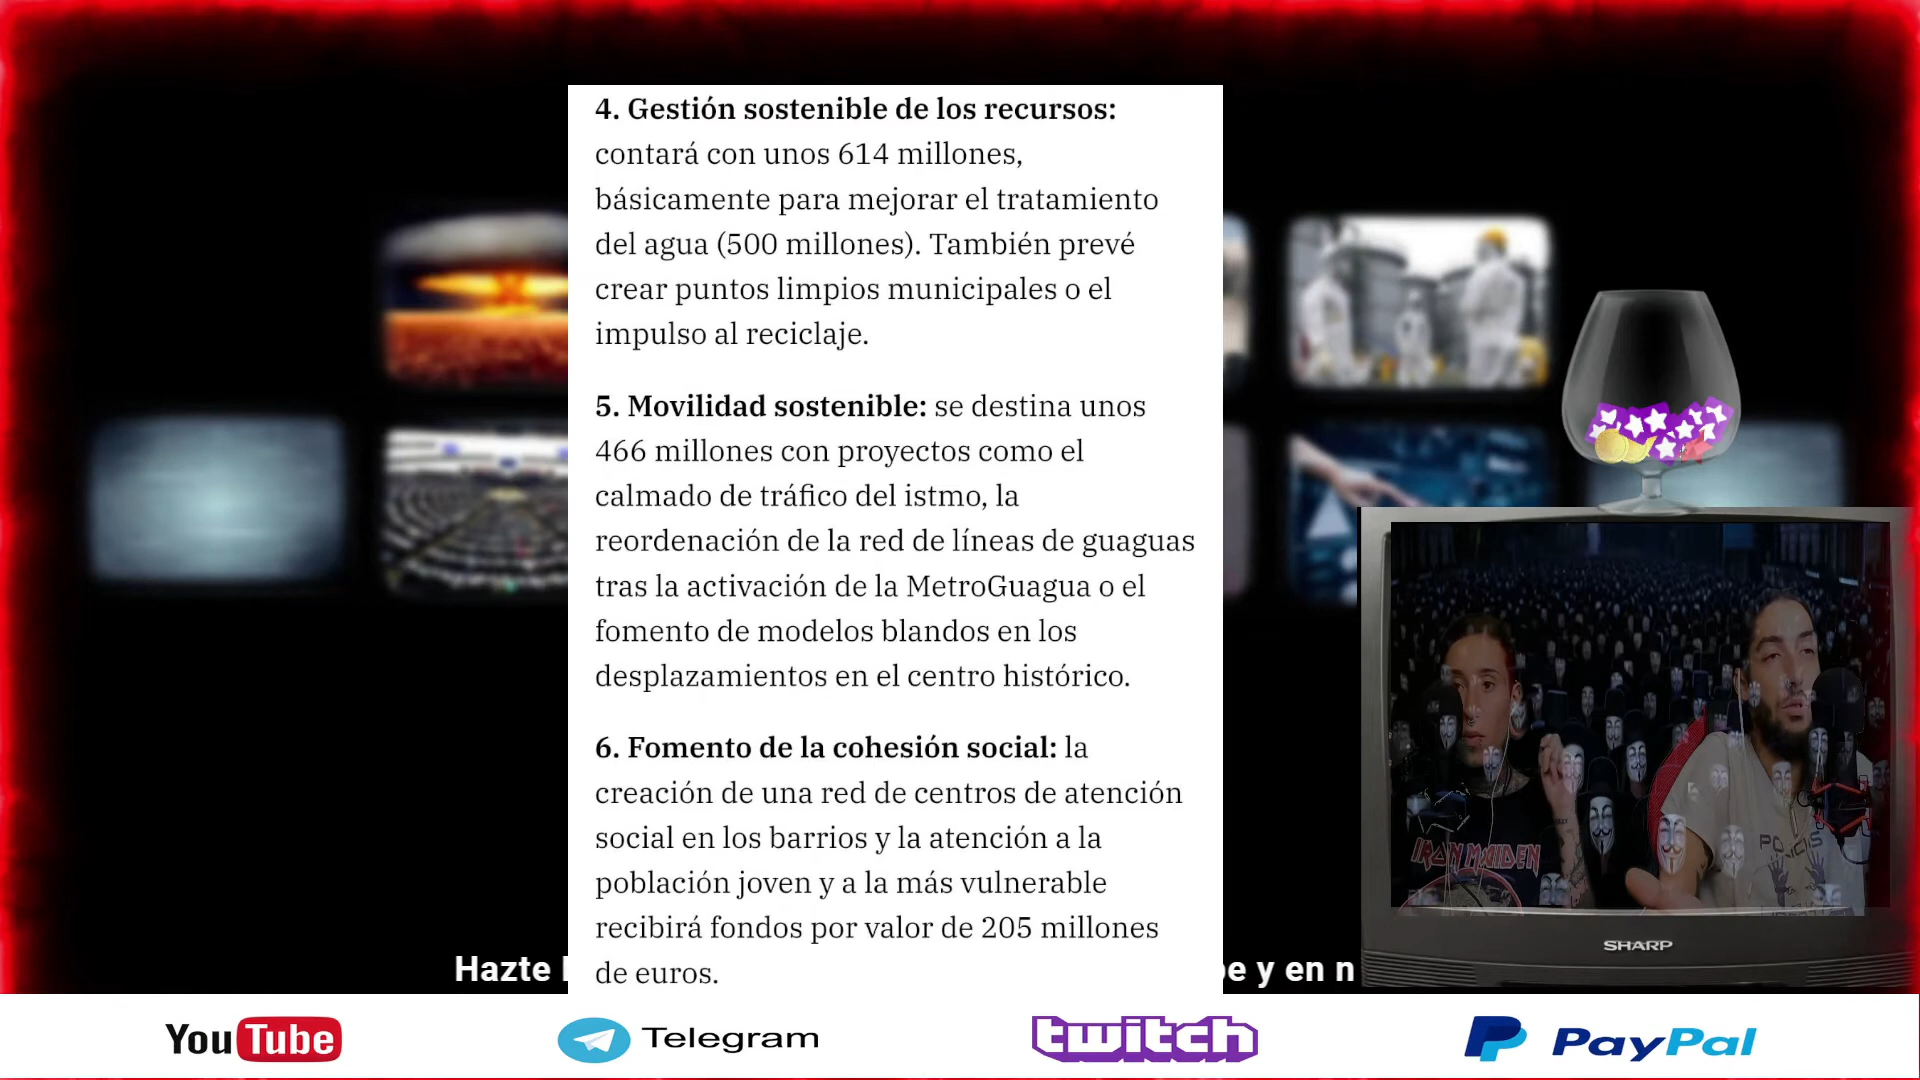 4. Gestión sostenible de los recursos:
contará con unos 614 millones,
básicamente para mejorar el tratamiento
del agua (500 millones). También prevé
crear puntos limpios municipales o el
impulso al reciclaje.
5. Movilidad sostenible: se destina unos
466 millones con proyectos como el
calmado de tráfico del istmo, la
reordenación de la red de líneas de guaguas
tras la activación de la MetroGuagua o el
fomento de modelos blandos en los
desplazamientos en el centro histórico.
6. Fomento de la cohesión social: la
creación de una red de centros de atención
social en los barrios y la atención a la
población joven y a la más vulnerable
recibirá fondos por valor de 205 millones
de euros.
IRON MAIDEN
SHARP
Hazte
y en n
YouTube Telegram twitch PayPal